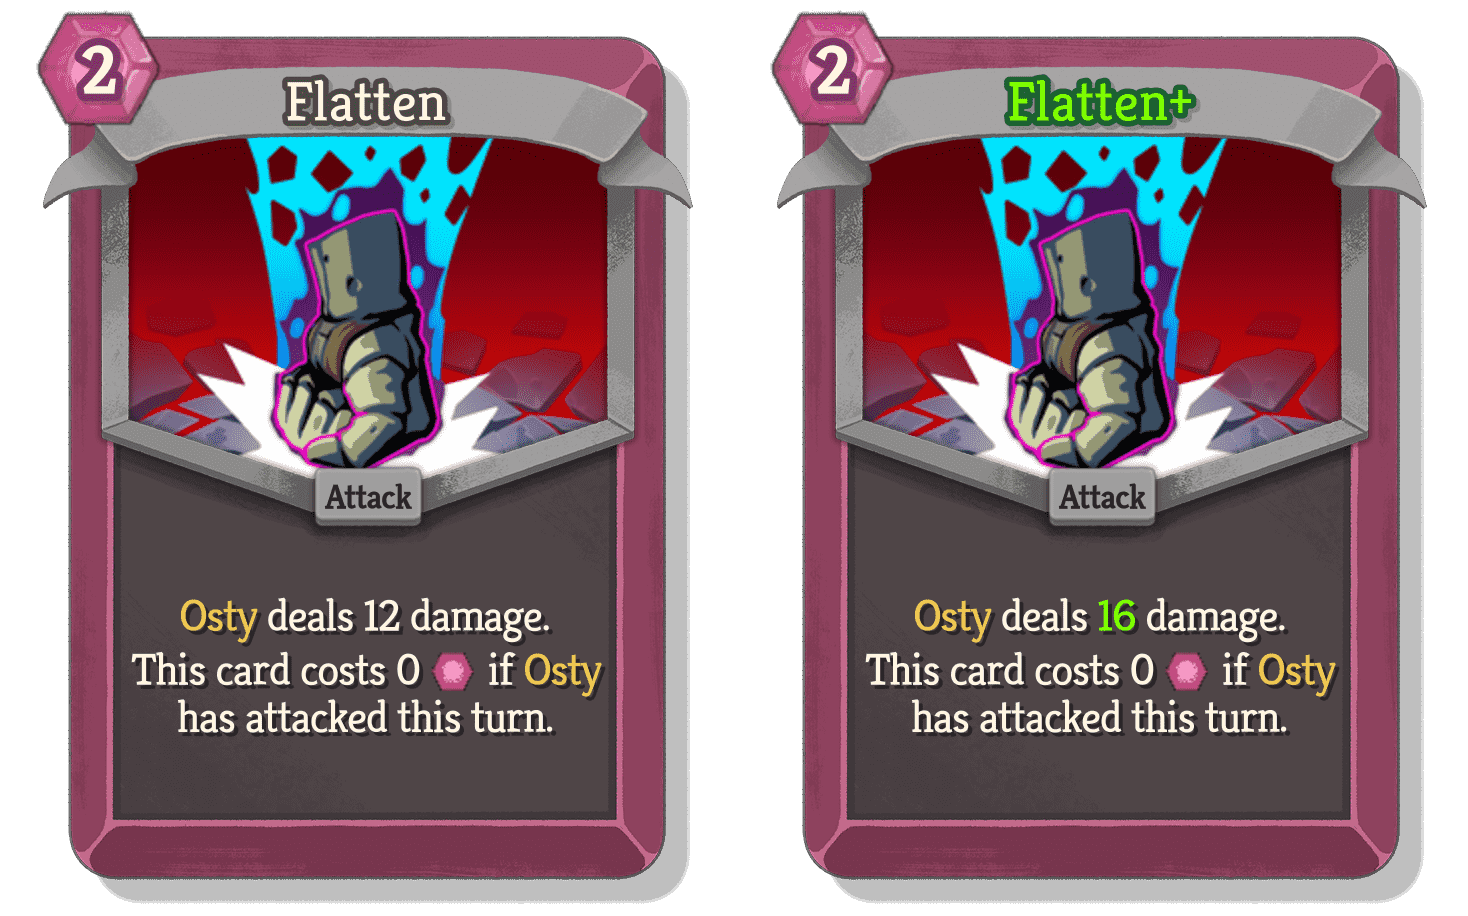 2
Flatten
Attack
Osty deals 12 damage.
This card costs 0 if Osty
has attacked this turn.
2
Flatten+
Attack
Osty deals 16 damage.
This card costs 0 if Osty
has attacked this turn.